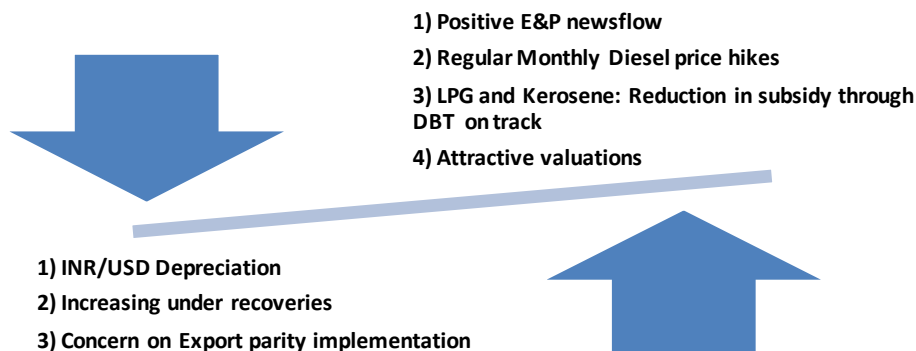 1) Positive E&P newsflow
2) Regular Monthly Diesel price hikes
3) LPG and Kerosene: Reduction in subsidy through
DBT on track
4) Attractive valuations
1) INR/USD Depreciation
2) Increasing under recoveries
3) Concern on Export parity implementation